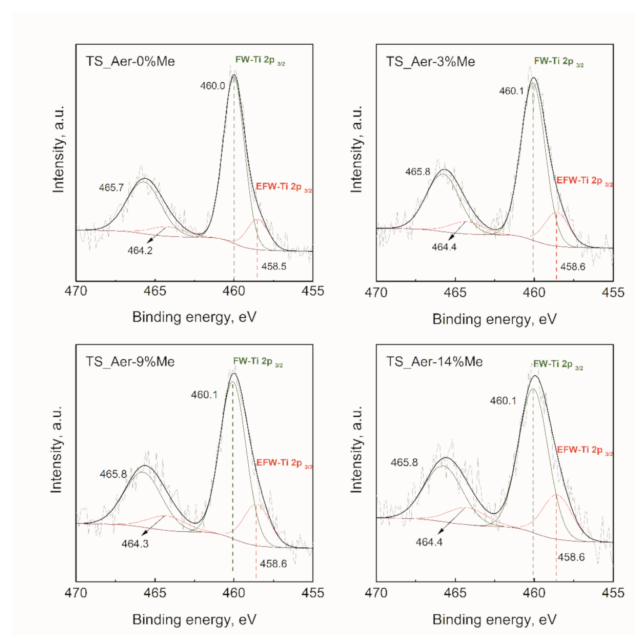 TS_Aer-0%Me
FW-Ti 2p 3/2
460.0
465.7
EFW-Ti 2p 3/2
464.2
458.5
Intensity, a.u.
470 465 460 455
Binding energy, eV
TS_Aer-3%Me
FW-Ti 2p 3/2
460.1
465.8
EFW-Ti 2p 3/2
464.4
458.6
Intensity, a.u.
470 465 460 455
Binding energy, eV
TS_Aer-9%Me
FW-Ti 2p 3/2
460.1
465.8
EFW-Ti 2p 3/2
464.3
458.6
Intensity, a.u.
470 465 460 455
Binding energy, eV
TS_Aer-14%Me
FW-Ti 2p 3/2
460.1
465.8
EFW-Ti 2p 3/2
464.4
458.6
Intensity, a.u.
470 465 460 455
Binding energy, eV